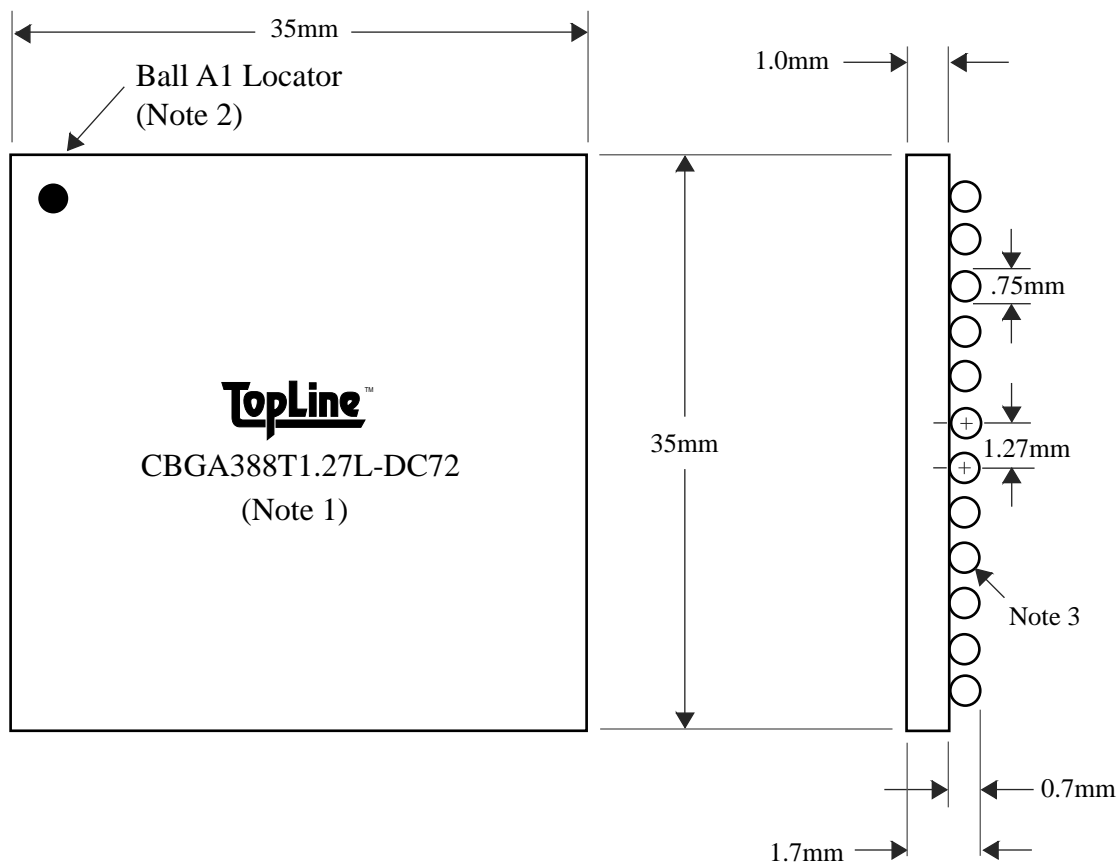 35mm
1.0mm
Ball A1 Locator
(Note 2)
.75mm
TopLine™
35mm
1.27mm
CBGA388T1.27L-DC72
(Note 1)
Note 3
0.7mm
1.7mm